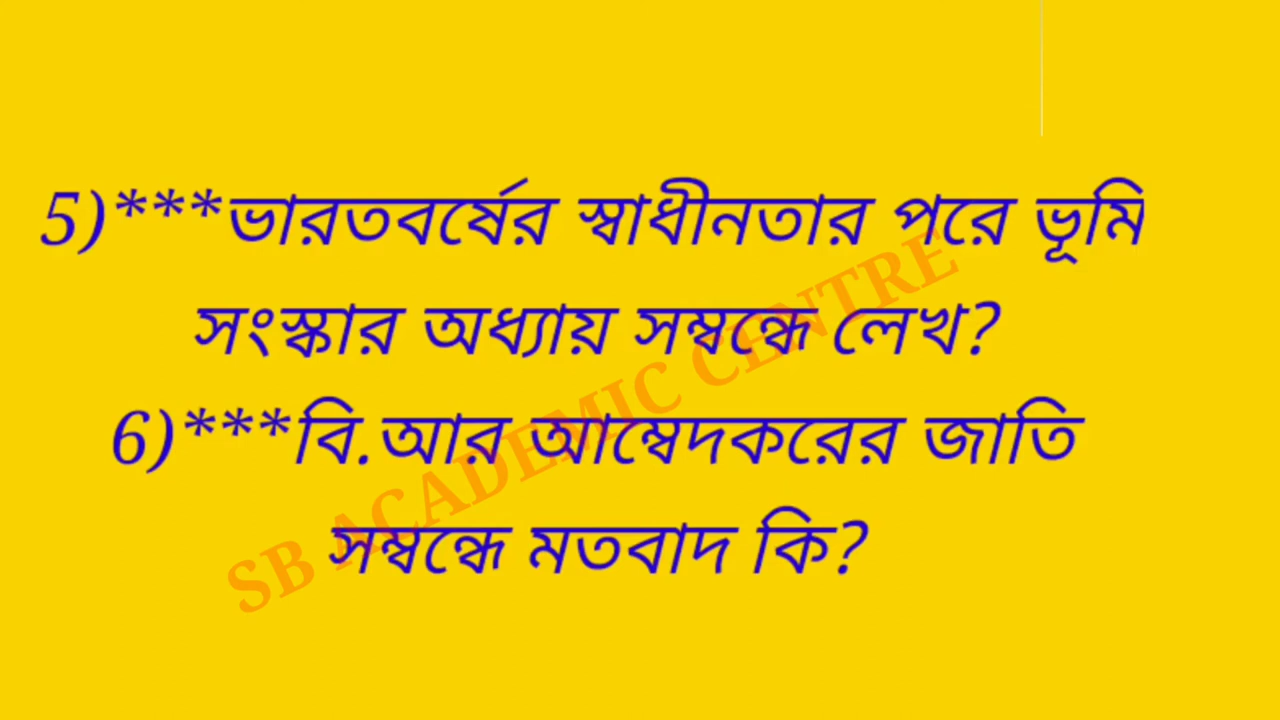 5)***ভারতবর্ষের স্বাধীনতার পরে ভূমি
সংস্কার অধ্যায় সম্বন্ধে লেখ?
6)***বি.আর আম্বেদকরের জাতি
সম্বন্ধে মতবাদ কি?
SB ACADEMIC CENTRE